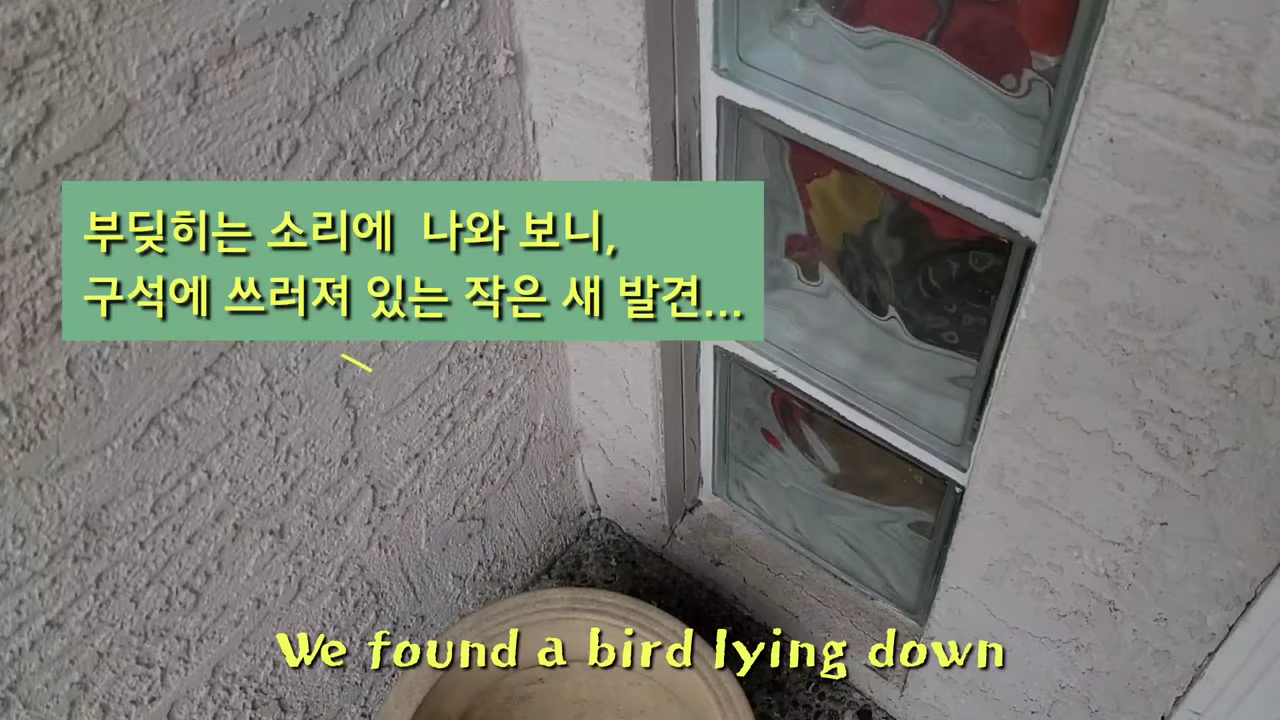 부딪히는 소리에 나와 보니,
구석에 쓰러져 있는 작은 새 발견...
We found a bird lying down